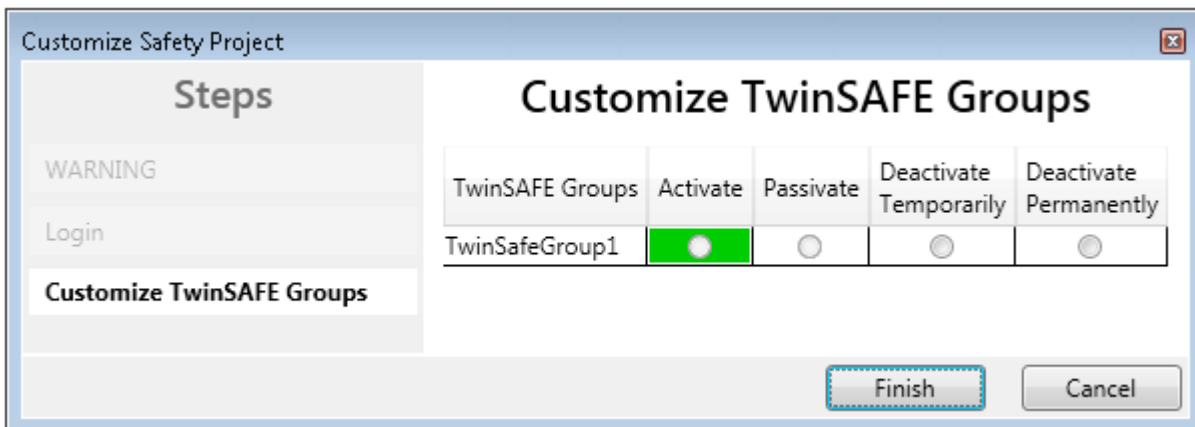 Customize Safety Project
Steps
WARNING
Login
Customize TwinSAFE Groups
Customize TwinSAFE Groups
TwinSAFE Groups Activate Passivate Deactivate Temporarily Deactivate Permanently
TwinSafeGroup1
Finish Cancel